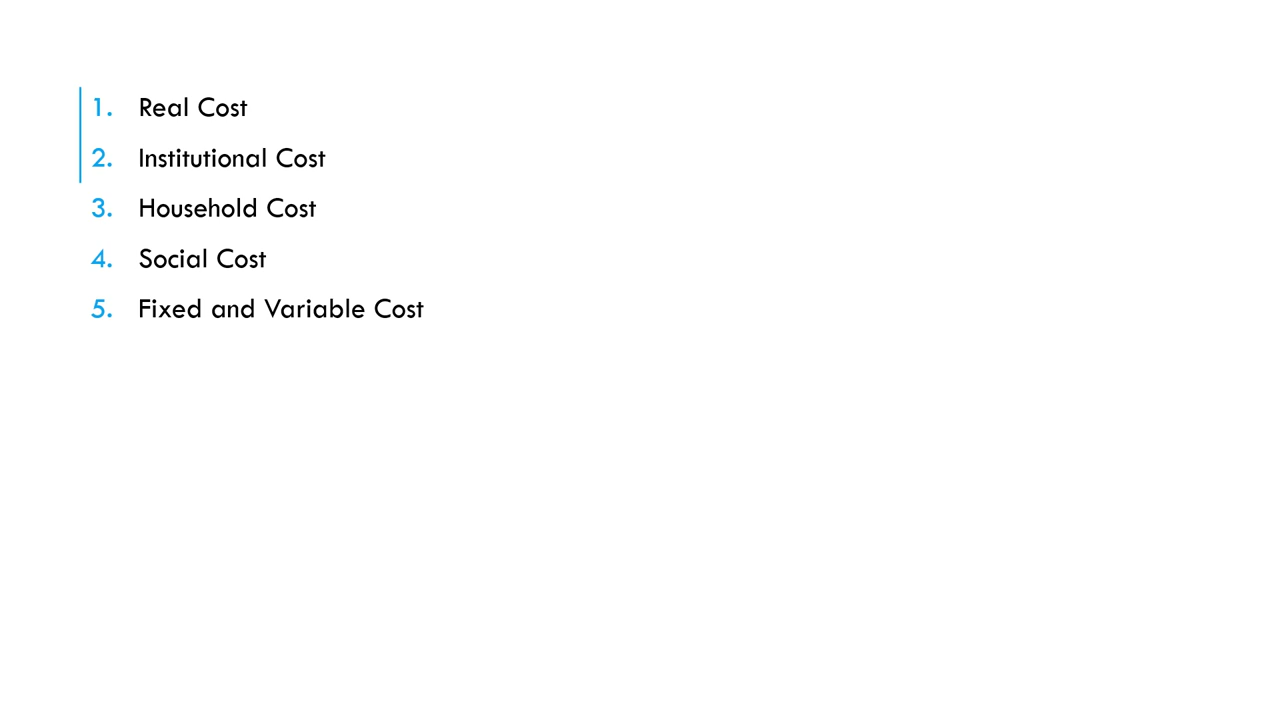 1. Real Cost
2. Institutional Cost
3. Household Cost
4. Social Cost
5. Fixed and Variable Cost